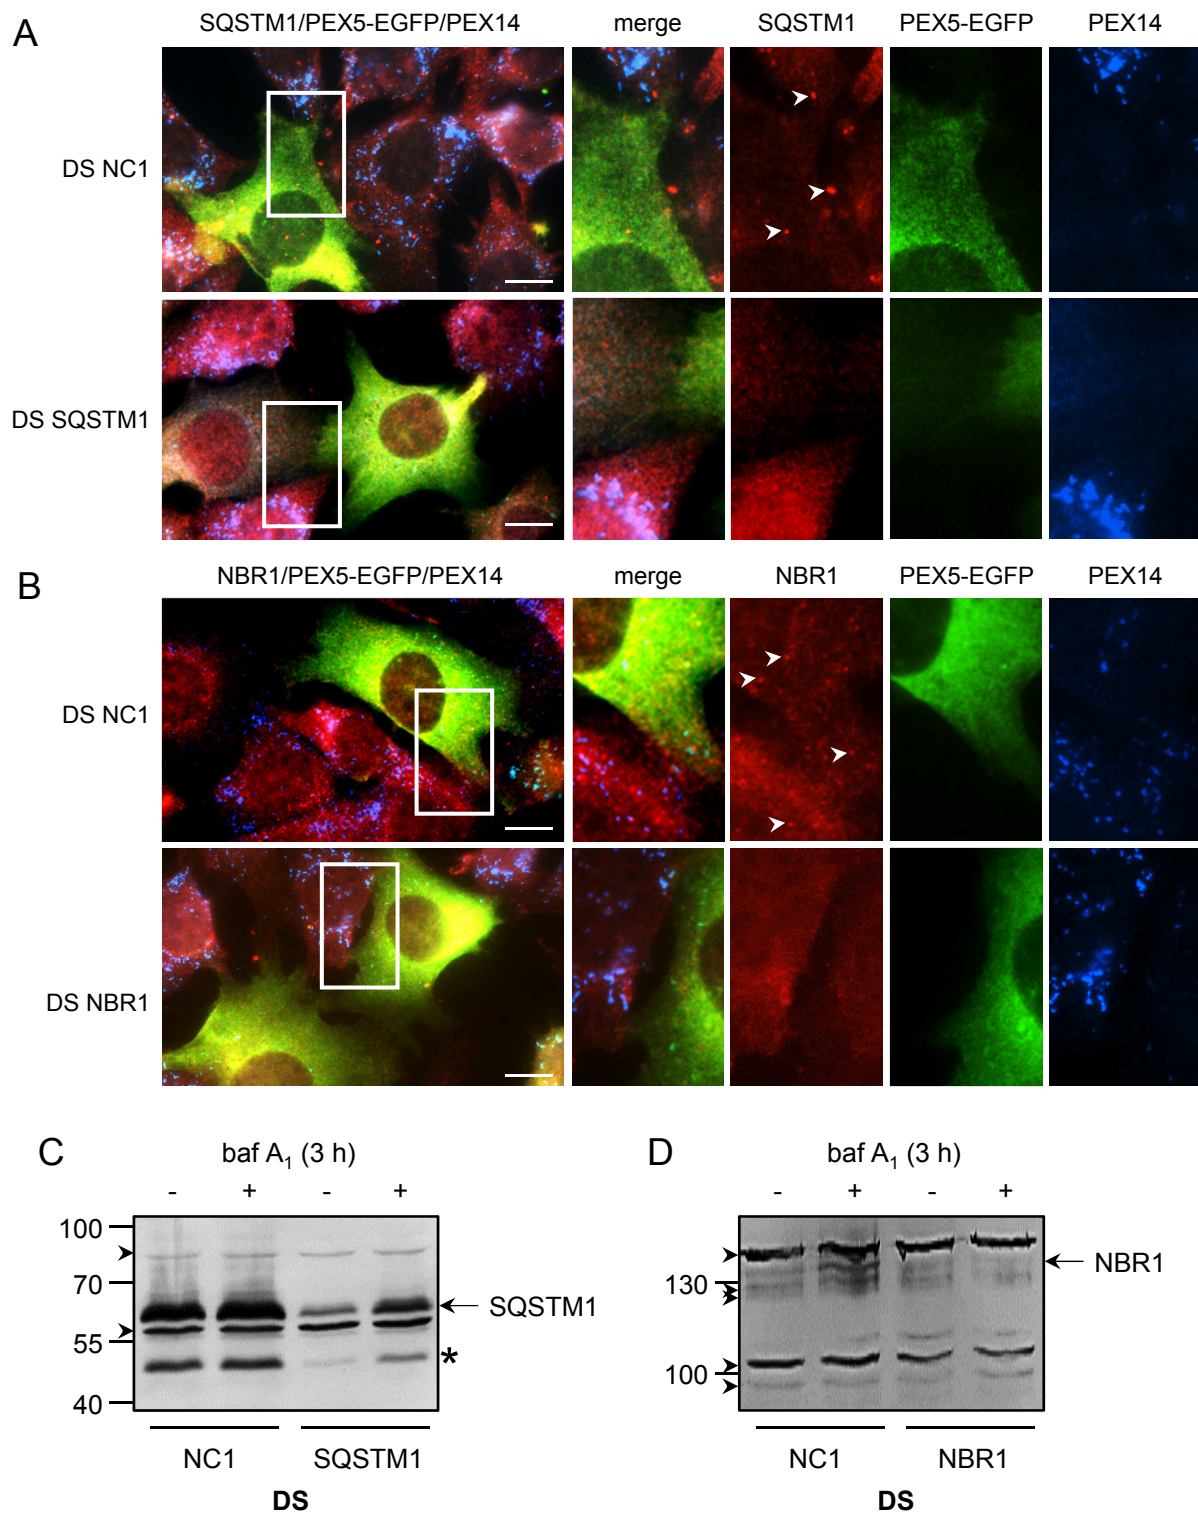 A
SQSTM1/PEX5-EGFP/PEX14 merge SQSTM1 PEX5-EGFP PEX14
DS NC1
DS SQSTM1
B
NBR1/PEX5-EGFP/PEX14 merge NBR1 PEX5-EGFP PEX14
DS NC1
DS NBR1
C
baf A₁ (3 h)
- + - +
100
70
SQSTM1
55
*
40
NC1 SQSTM1
DS
D
baf A₁ (3 h)
- + - +
NBR1
130
100
NC1 NBR1
DS